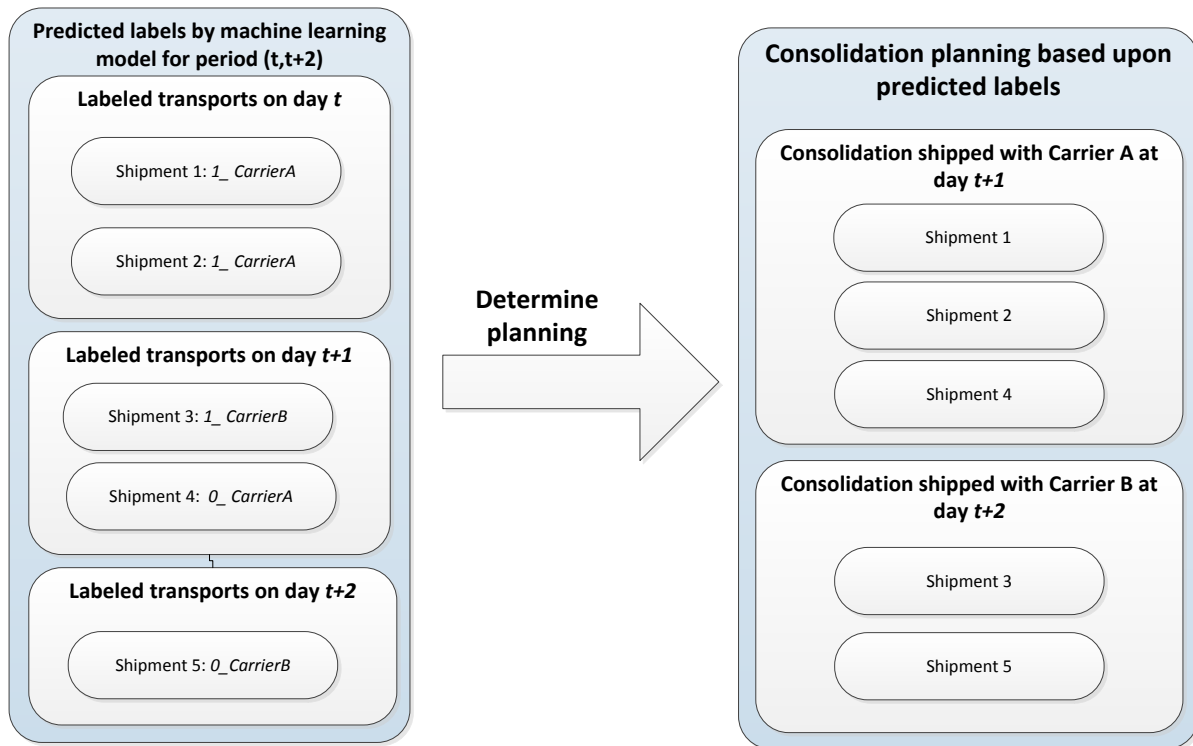 Predicted labels by machine learning
model for period (t,t+2)
Labeled transports on day t
Shipment 1: 1_ CarrierA
Shipment 2: 1_ CarrierA
Labeled transports on day t+1
Shipment 3: 1_ CarrierB
Shipment 4:  0_ CarrierA
Labeled transports on day t+2
Shipment 5: 0_CarrierB
Determine
planning
Consolidation planning based upon
predicted labels
Consolidation shipped with Carrier A at
day t+1
Shipment 1
Shipment 2
Shipment 4
Consolidation shipped with Carrier B at
day t+2
Shipment 3
Shipment 5